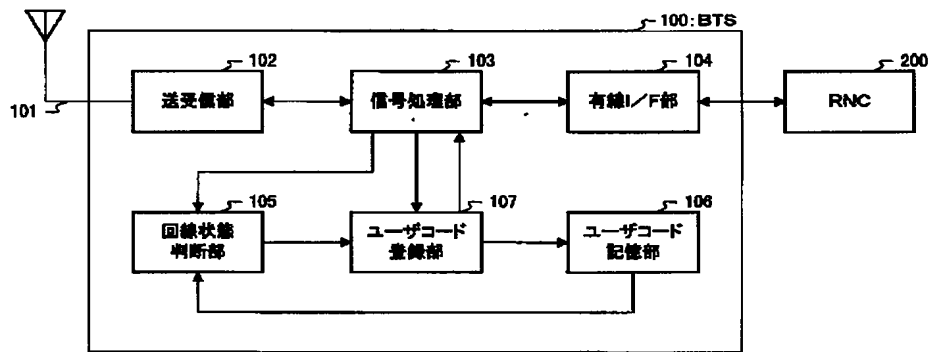 100:BTS
102
103
104
200
送受信部
信号処理部
有線I/F部
RNC
101
105
107
106
回線状態
判断部
ユーザコード
登録部
ユーザコード
記憶部